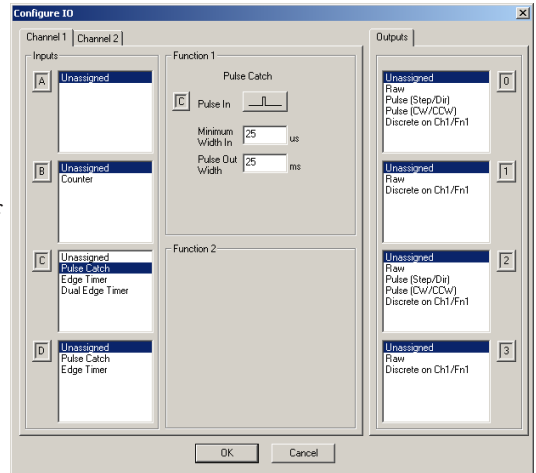 Configure IO
Channel 1
Channel 2
Inputs
A
Unassigned
B
Unassigned
Counter
C
Unassigned
Pulse Catch
Edge Timer
Dual Edge Timer
D
Unassigned
Pulse Catch
Edge Timer
Function 1
Pulse Catch
C
Pulse In
Minimum
Width In
25
us
Pulse Out
Width
25
ms
Function 2
Outputs
Unassigned
Raw
Pulse (Step/Dir)
Pulse (CW/CCW)
Discrete on Ch1/Fn1
0
Unassigned
Raw
Discrete on Ch1/Fn1
1
Unassigned
Raw
Pulse (Step/Dir)
Pulse (CW/CCW)
Discrete on Ch1/Fn1
2
Unassigned
Raw
Discrete on Ch1/Fn1
3
OK
Cancel